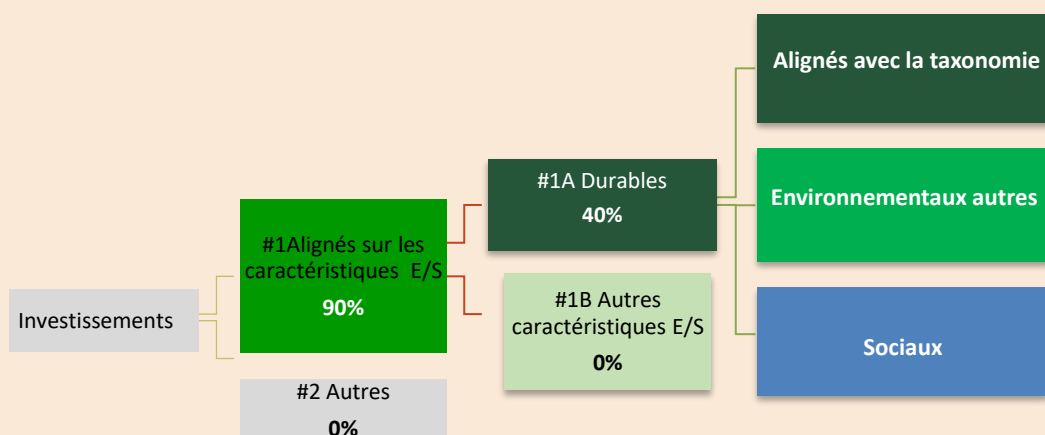 Investissements
#1Alignés sur les
caractéristiques E/S
90%
#2 Autres
0%
#1A Durables
40%
#1B Autres
caractéristiques E/S
0%
Alignés avec la taxonomie
Environnementaux autres
Sociaux